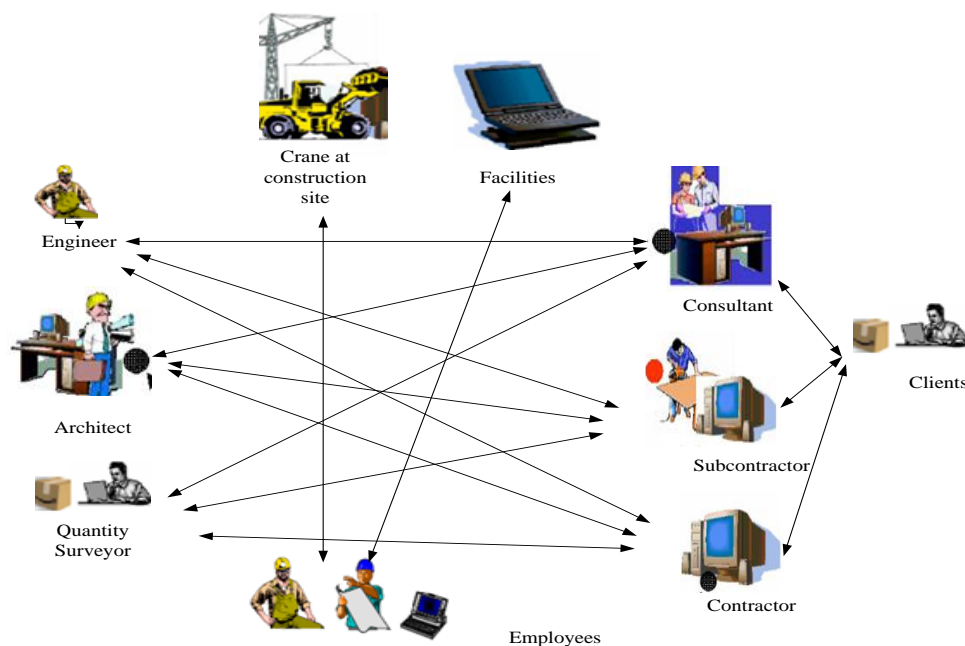 Crane at
construction
site
Facilities
Engineer
Consultant
Clients
Architect
Subcontractor
Quantity
Surveyor
Contractor
Employees